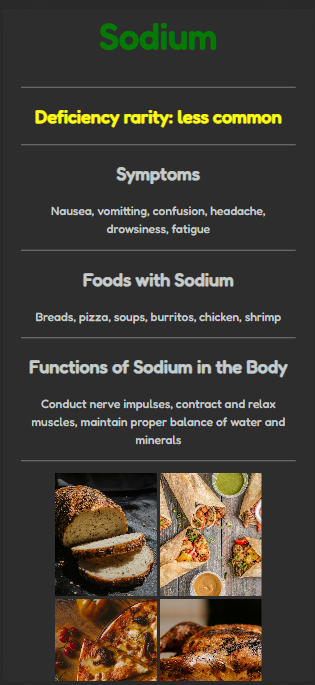 Sodium
Deficiency rarity: less common
Symptoms
Nausea, vomitting, confusion, headache,
drowsiness, fatigue
Foods with Sodium
Breads, pizza, soups, burritos, chicken, shrimp
Functions of Sodium in the Body
Conduct nerve impulses, contract and relax
muscles, maintain proper balance of water and
minerals